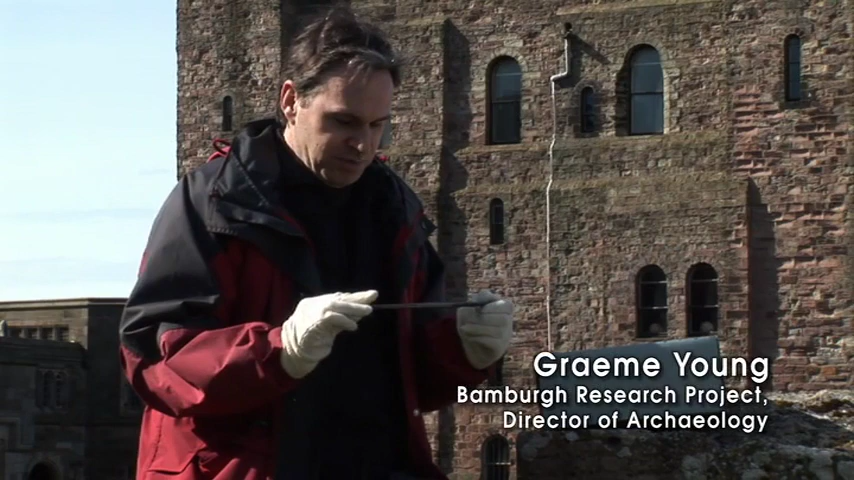 Graeme Young
Bamburgh Research Project,
Director of Archaeology